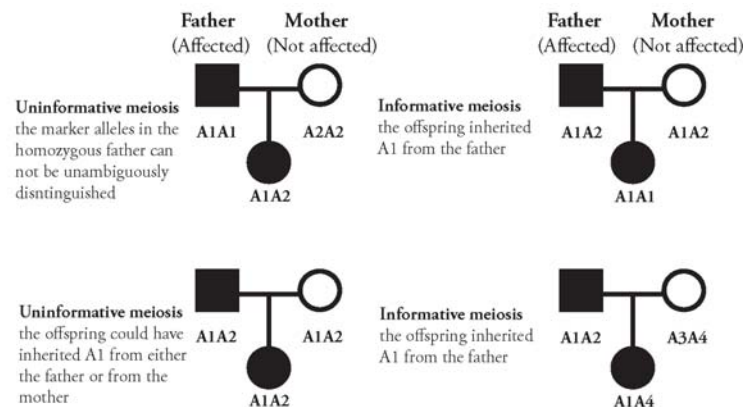 Father Mother
(Affected) (Not affected)
Uninformative meiosis
the marker alleles in the
homozygous father can
not be unambiguously
disntinguished
A1A1 A2A2
A1A2
Father Mother
(Affected) (Not affected)
Informative meiosis
the offspring inherited
A1 from the father
A1A2 A1A2
A1A1
Uninformative meiosis
the offspring could have
inherited A1 from either
the father or from the
mother
A1A2 A1A2
A1A2
Informative meiosis
the offspring inherited
A1 from the father
A1A2 A3A4
A1A4